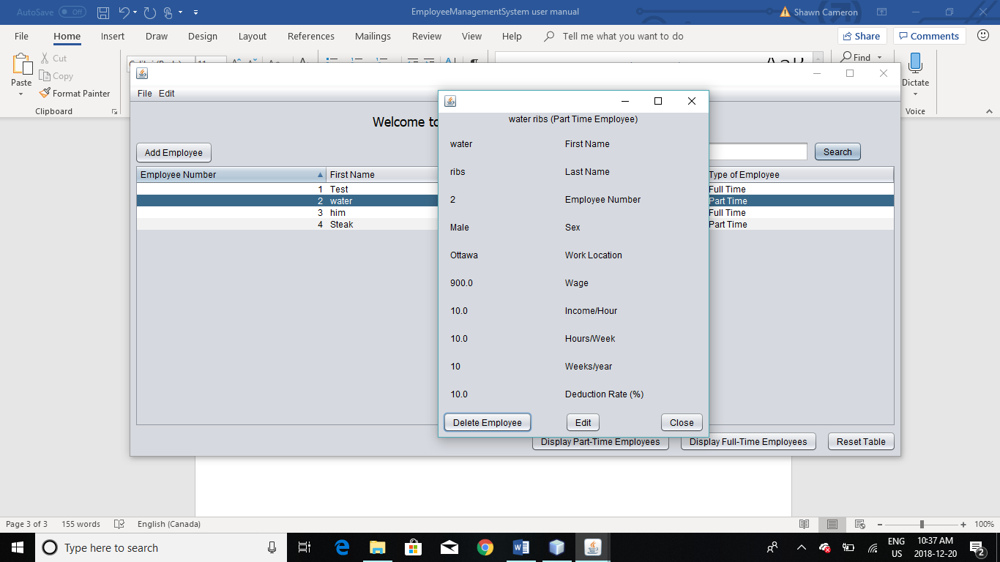 AutoSave Off EmployeeManagementSystem user manual Shawn Cameron
File Home Insert Draw Design Layout References Mailings Review View Help Tell me what you want to do Share Comments
Paste
Cut
Copy
Format Painter
Clipboard
11
Find
Dictate
Voice
File Edit
Welcome to
Add Employee
Search
Employee Number First Name Type of Employee
1 Test Full Time
2 water Part Time
3 him Full Time
4 Steak Part Time
water ribs (Part Time Employee)
water First Name
ribs Last Name
2 Employee Number
Male Sex
Ottawa Work Location
900.0 Wage
10.0 Income/Hour
10.0 Hours/Week
10 Weeks/year
10.0 Deduction Rate (%)
Delete Employee Edit Close
Display Part-Time Employees Display Full-Time Employees Reset Table
Page 3 of 3 155 words English (Canada) 100%
Type here to search
ENG
US
10:37 AM
2018-12-20
2